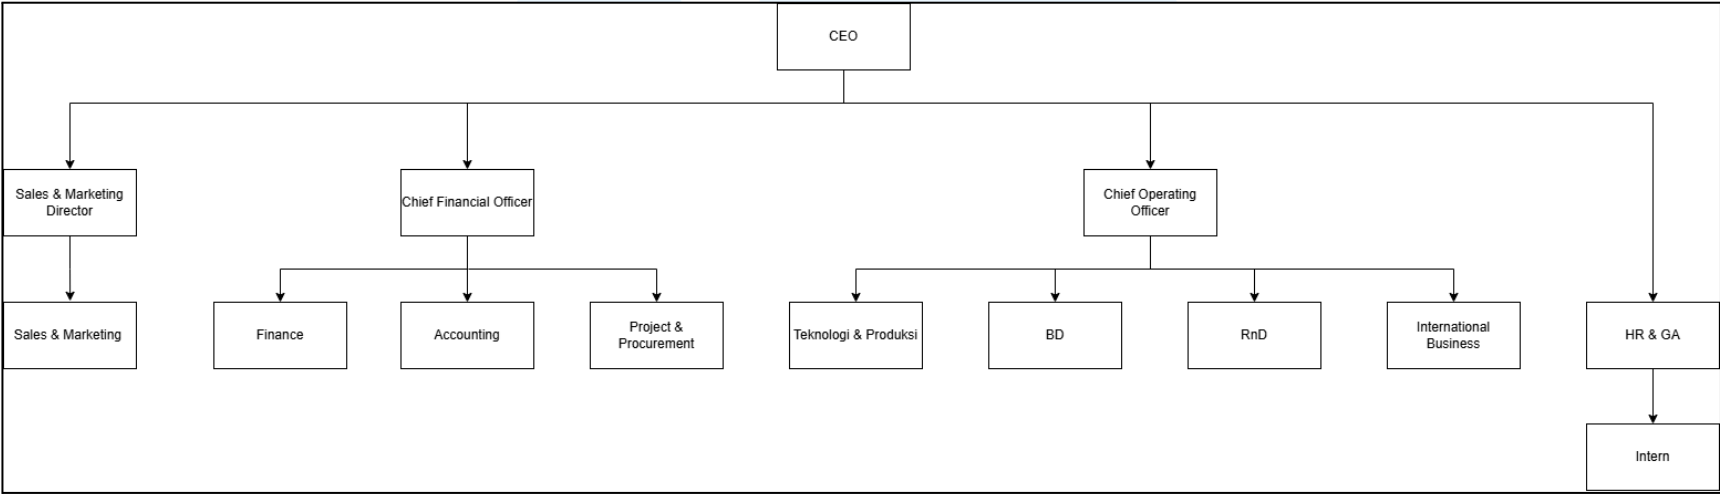 CEO
Sales & Marketing
Director
Chief Financial Officer
Chief Operating
Officer
Sales & Marketing
Finance
Accounting
Project &
Procurement
Teknologi & Produksi
BD
RnD
International
Business
HR & GA
Intern